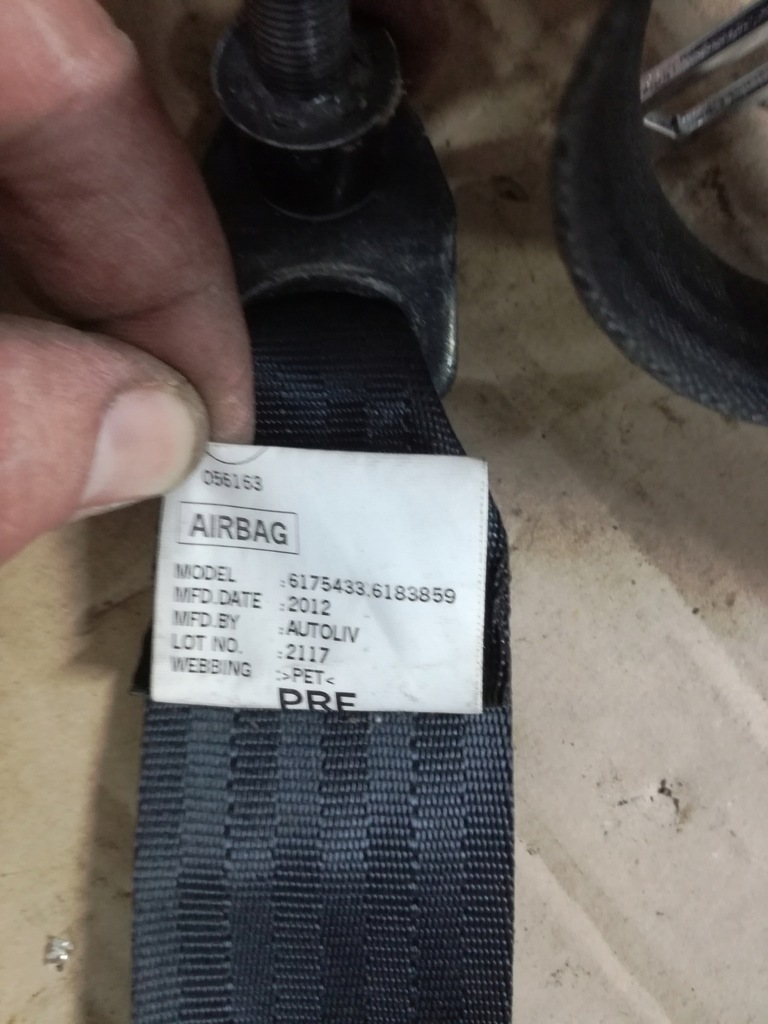 056163
AIRBAG
MODEL :6175433.6183859
MFD.DATE :2012
MFD.BY :AUTOLIV
LOT NO. :2117
WEBBING :>PET<
PRE